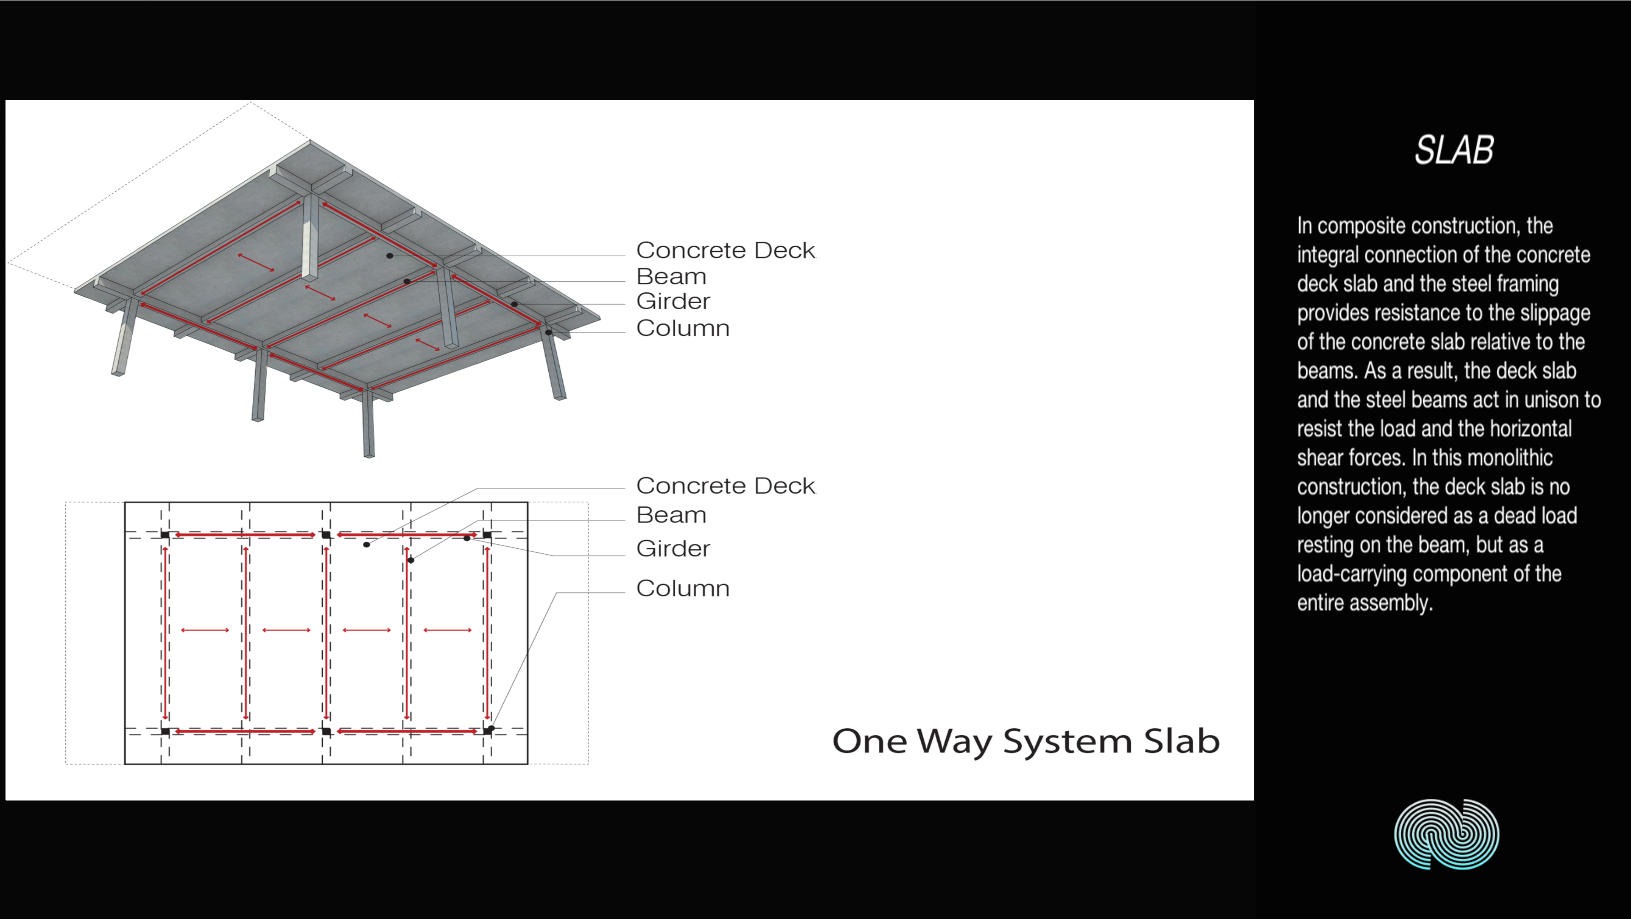 Concrete Deck
Beam
Girder
Column
Concrete Deck
Beam
Girder
Column
One Way System Slab
SLAB
In composite construction, the
integral connection of the concrete
deck slab and the steel framing
provides resistance to the slippage
of the concrete slab relative to the
beams. As a result, the deck slab
and the steel beams act in unison to
resist the load and the horizontal
shear forces. In this monolithic
construction, the deck slab is no
longer considered as a dead load
resting on the beam, but as a
load-carrying component of the
entire assembly.